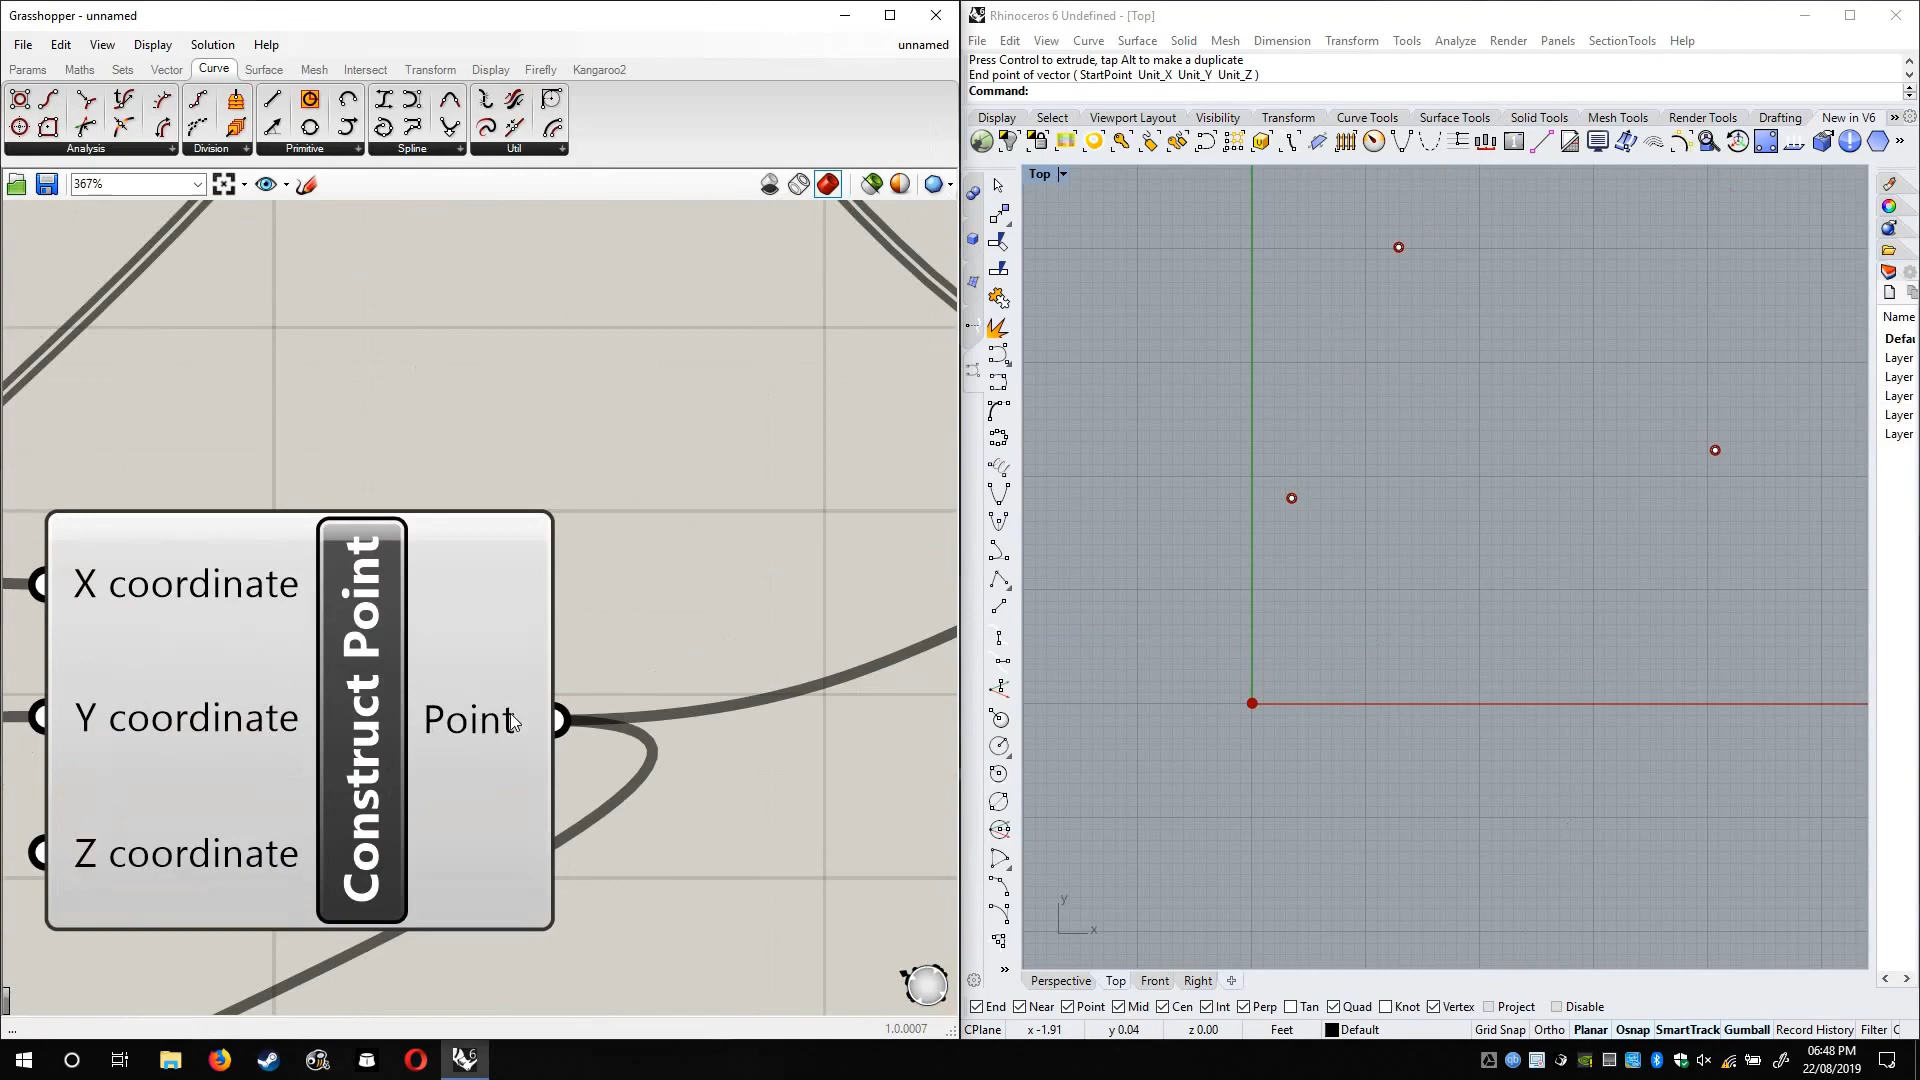 Grasshopper - unnamed
File Edit View Display Solution Help unnamed
Params Maths Sets Vector Curve Surface Mesh Intersect Transform Display Firefly Kangaroo2
Analysis + Division + Primitive + Spline + Util +
367%
X coordinate
Y coordinate
Z coordinate
Construct Point
Point
...
1.0.0007
Rhinoceros 6 Undefined - [Top]
File Edit View Curve Surface Solid Mesh Dimension Transform Tools Analyze Render Panels SectionTools Help
Press Control to extrude, tap Alt to make a duplicate
End point of vector ( StartPoint Unit_X Unit_Y Unit_Z )
Command:
Display Select Viewport Layout Visibility Transform Curve Tools Surface Tools Solid Tools Mesh Tools Render Tools Drafting New in V6 »
»
Top
Name
Defau
Layer
Layer
Layer
Layer
Layer
y
x
»
Perspective Top Front Right
End Near Point Mid Cen Int Perp Tan Quad Knot Vertex Project Disable
CPlane x -1.91 y 0.04 z 0.00 Feet Default Grid Snap Ortho Planar Osnap SmartTrack Gumball Record History Filter C
06:48 PM
22/08/2019